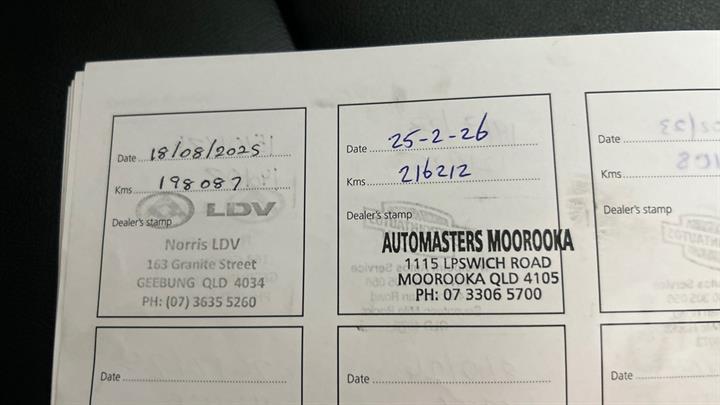 Date 18/08/2025
Kms 198087
Dealer's stamp
LDV
Norris LDV
163 Granite Street
GEEBUNG QLD 4034
PH: (07) 3635 5260
Date 25-2-26
Kms 216212
Dealer's stamp
AUTOMASTERS MOOROOKA
1115 LPSWICH ROAD
MOOROOKA QLD 4105
PH: 07 3306 5700
Date
Kms
Dealer's stamp
Date
Date
Date